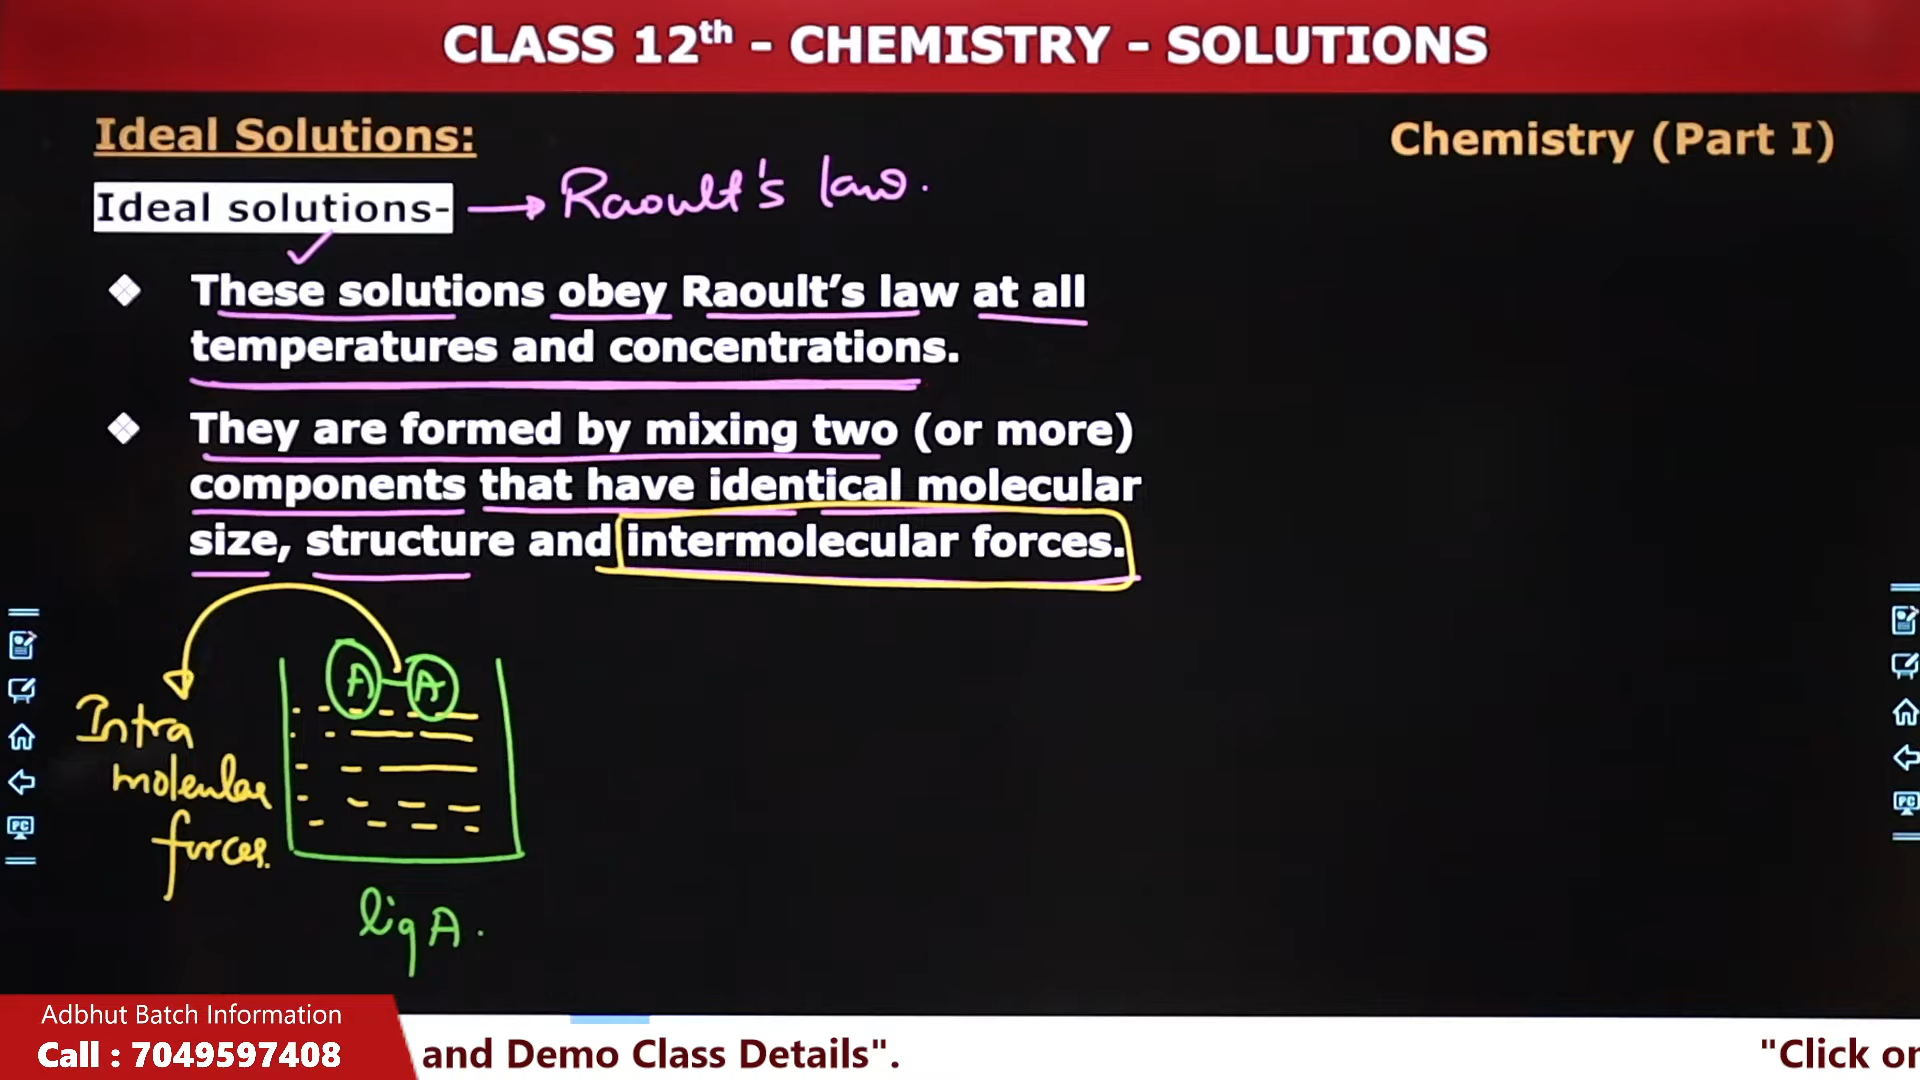 CLASS 12th - CHEMISTRY - SOLUTIONS
Ideal Solutions:
Chemistry (Part I)
Ideal solutions- → Raoult's law.
❖ These solutions obey Raoult's law at all
temperatures and concentrations.
❖ They are formed by mixing two (or more)
components that have identical molecular
size, structure and intermolecular forces.
A-A
Intra
molecular
forces.
liq A.
PC
PC
Adbhut Batch Information
Call : 7049597408
and Demo Class Details".
"Click or